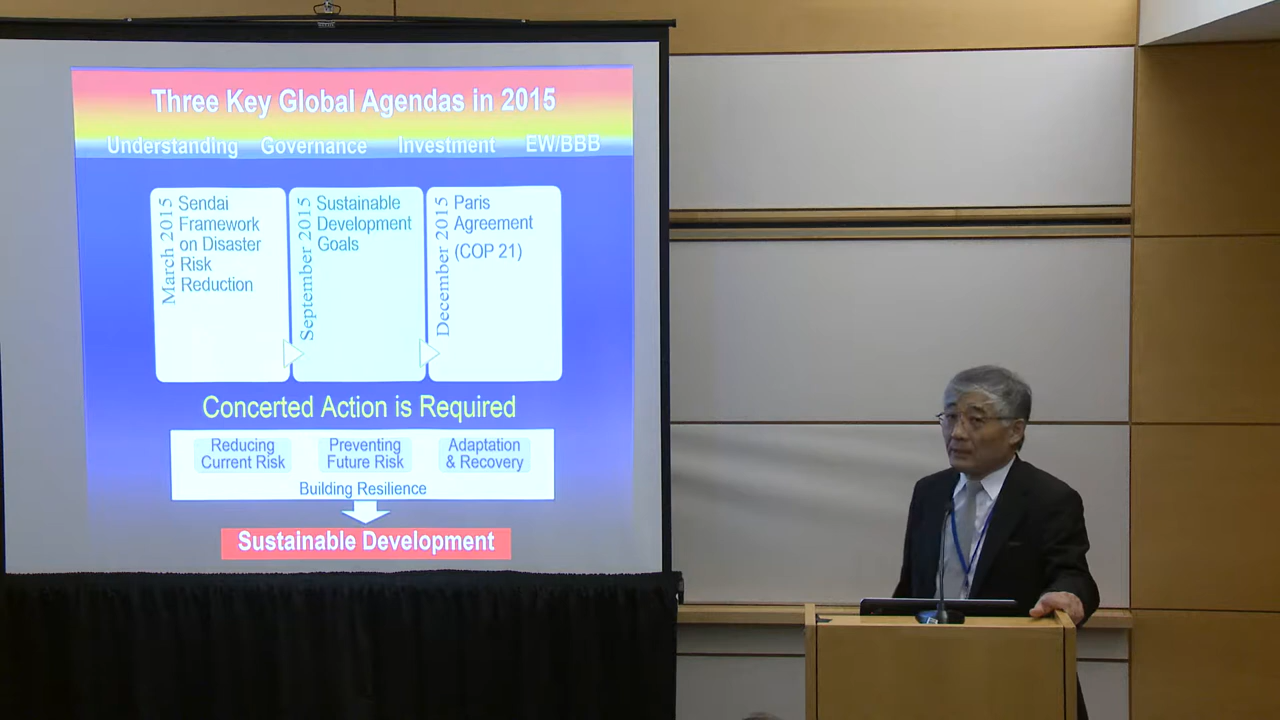 Three Key Global Agendas in 2015
Understanding Governance Investment EW/BBB
March 2015
Sendai
Framework
on Disaster
Risk
Reduction
September 2015
Sustainable
Development
Goals
December 2015
Paris
Agreement
(COP 21)
Concerted Action is Required
Reducing
Current Risk
Preventing
Future Risk
Adaptation
& Recovery
Building Resilience
Sustainable Development